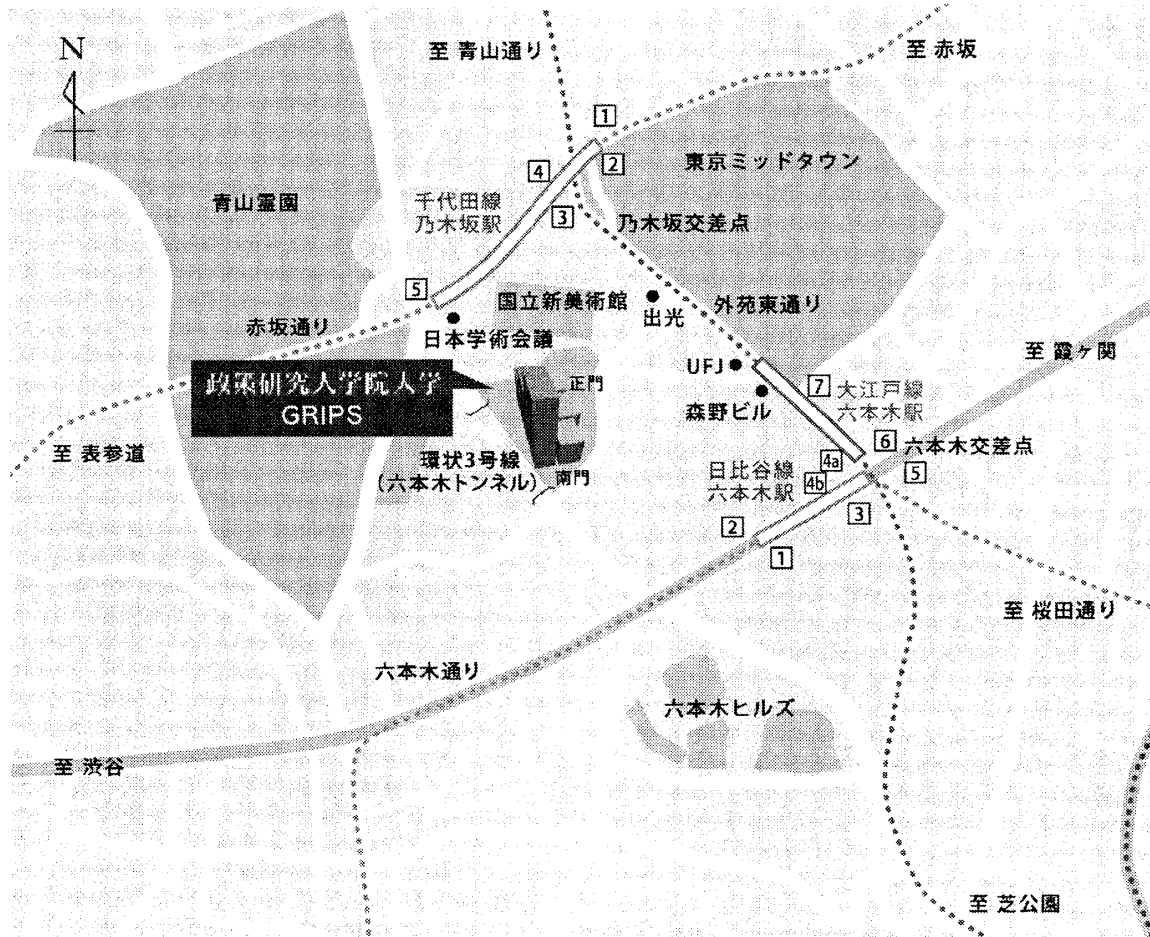 N
至 青山通り
至 赤坂
1
2
東京ミッドタウン
4
青山霊園
千代田線
乃木坂駅
3
乃木坂交差点
5
国立新美術館
出光
外苑東通り
赤坂通り
日本学術会議
至 霞ヶ関
政策研究大学院大学
GRIPS
正門
UFJ
森野ビル
7
大江戸線
六本木駅
至 表参道
環状3号線
(六本木トンネル)
南門
6
六本木交差点
4a
5
日比谷線
六本木駅
4b
3
2
1
至 桜田通り
六本木通り
六本木ヒルズ
至 渋谷
至 芝公園